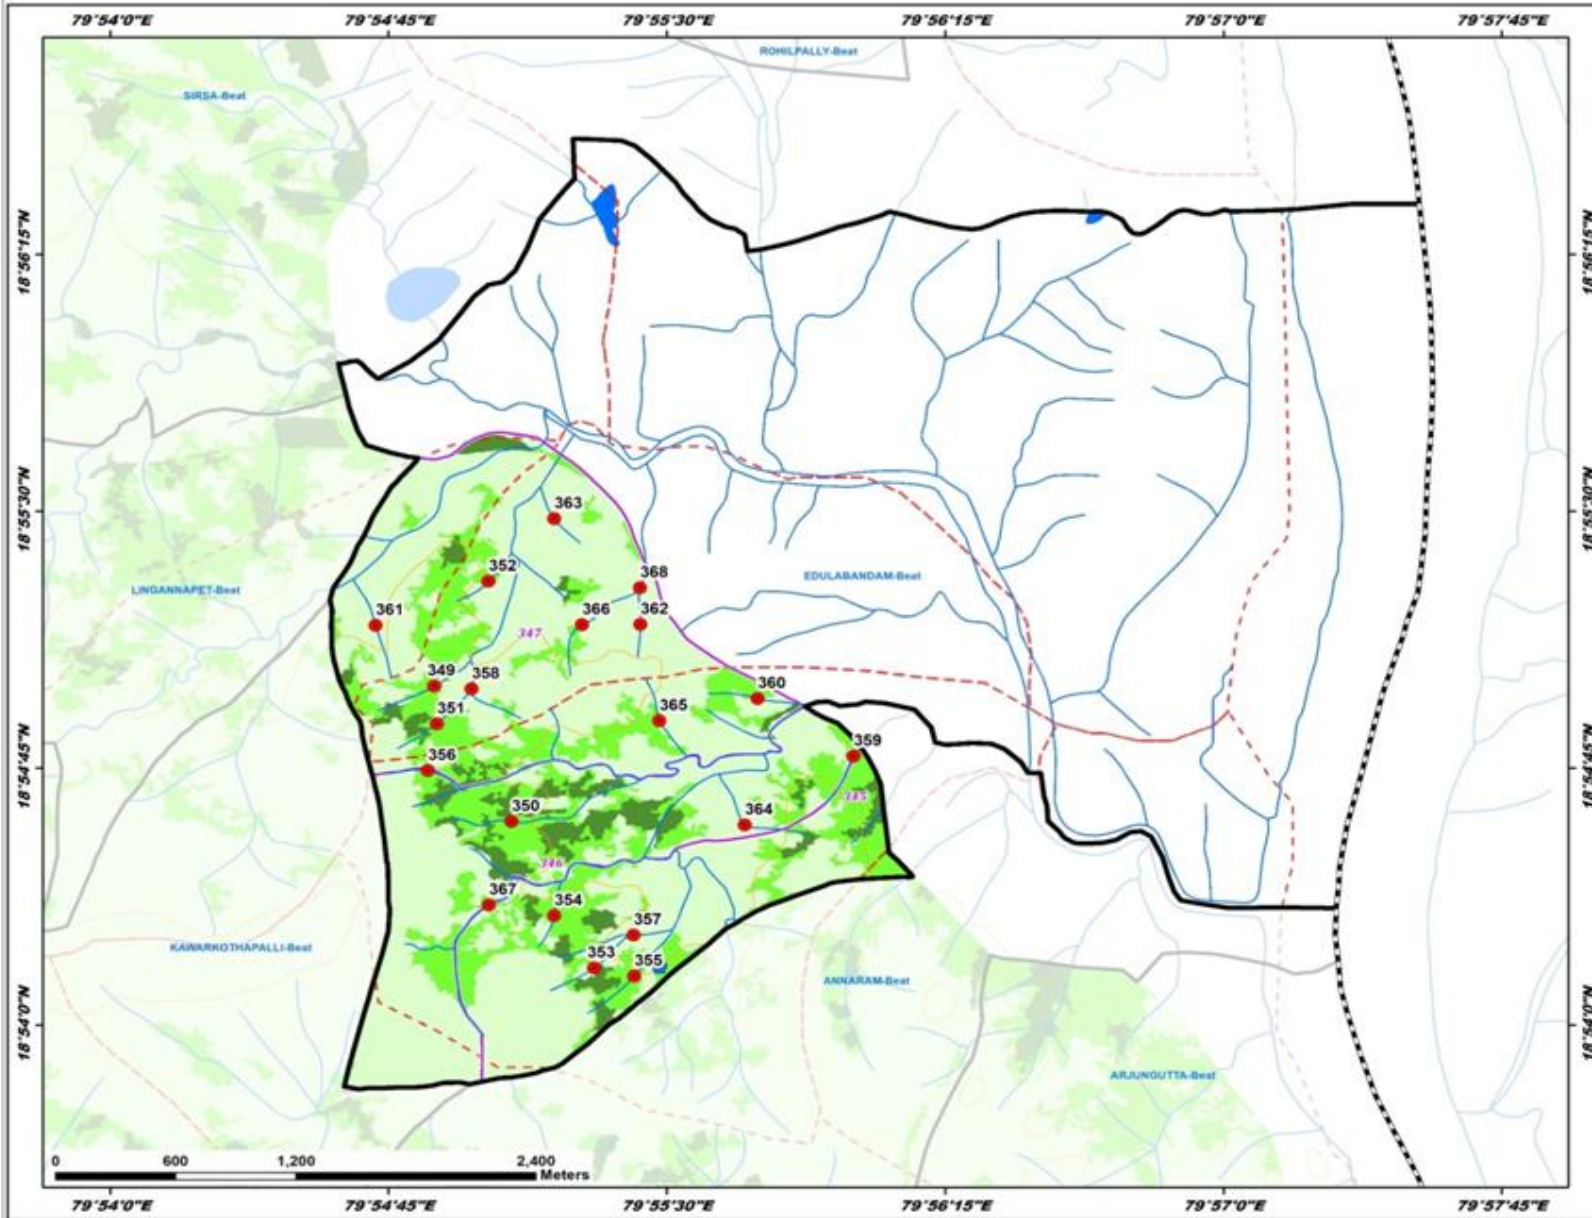 79°54'0"E 79°54'45"E 79°55'30"E 79°56'15"E 79°57'0"E 79°57'45"E
ROHILPALLY-Beat
SIRSA-Beat
18°56'15"N 18°56'15"N
18°55'30"N 18°55'30"N
363
352
368
EDULABANDAM-Beat
LINGANNAPET-Beat
361
366
362
347
349
358
360
351
365
359
18°54'45"N 18°54'45"N
356
345
350
364
346
367
354
357
KAWARKOTHAPALLI-Beat
353
355
ANNARAM-Beat
18°54'0"N 18°54'0"N
ARJUNGUTTA-Beat
0 600 1,200 2,400
Meters
79°54'0"E 79°54'45"E 79°55'30"E 79°56'15"E 79°57'0"E 79°57'45"E